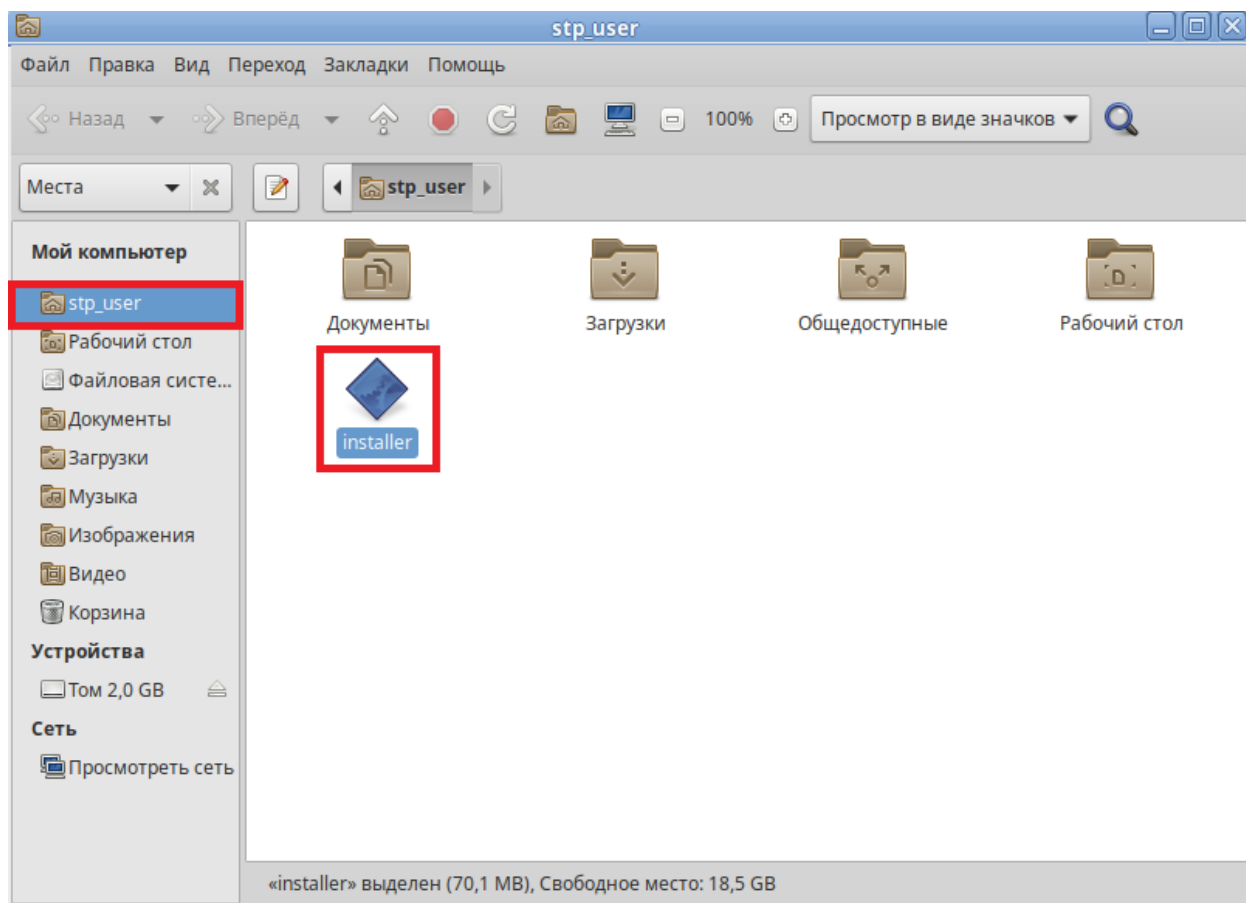 stp_user
Файл Правка Вид Переход Закладки Помощь
Назад Вперёд 100% Просмотр в виде значков
Места stp_user
Мой компьютер
stp_user
Рабочий стол
Файловая систе...
Документы
Загрузки
Музыка
Изображения
Видео
Корзина
Устройства
Том 2,0 GB
Сеть
Просмотреть сеть
Документы Загрузки Общедоступные Рабочий стол
installer
«installer» выделен (70,1 MB), Свободное место: 18,5 GB